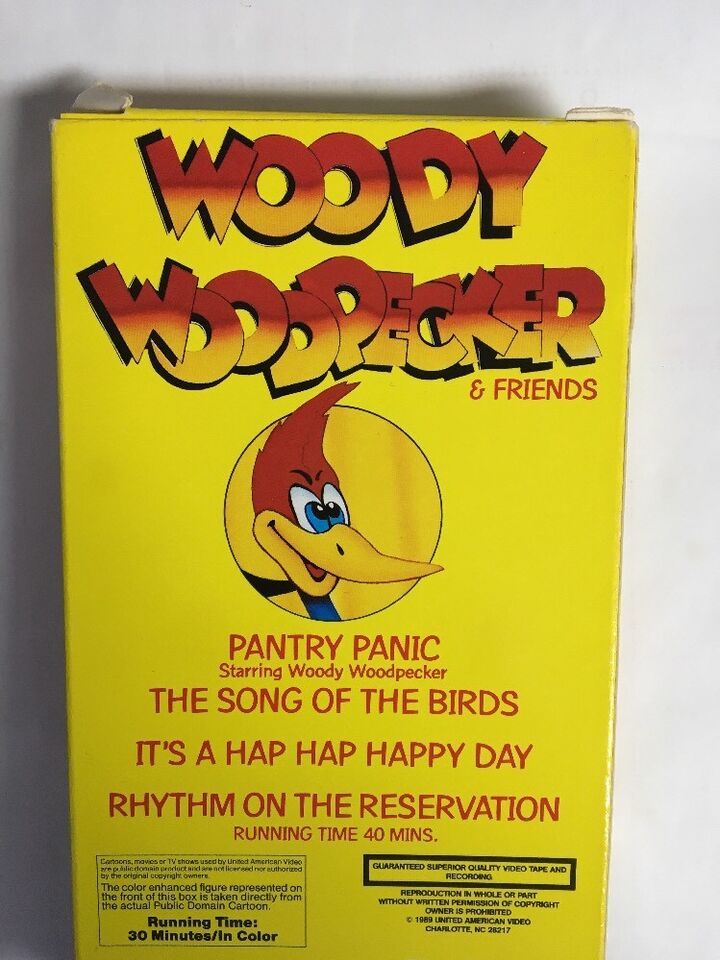 WOODY
WOODPECKER
& FRIENDS
PANTRY PANIC
Starring Woody Woodpecker
THE SONG OF THE BIRDS
IT'S A HAP HAP HAPPY DAY
RHYTHM ON THE RESERVATION
RUNNING TIME 40 MINS.
Cartoons, movies or TV shows used by United American Video
are public domain product and are not licensed nor authorized
by the original copyright owners.
The color enhanced figure represented on
the front of this box is taken directly from
the actual Public Domain Cartoon.
Running Time:
30 Minutes/In Color
GUARANTEED SUPERIOR QUALITY VIDEO TAPE AND
RECORDING
REPRODUCTION IN WHOLE OR PART
WITHOUT WRITTEN PERMISSION OF COPYRIGHT
OWNER IS PROHIBITED
© 1989 UNITED AMERICAN VIDEO
CHARLOTTE, NC 28217